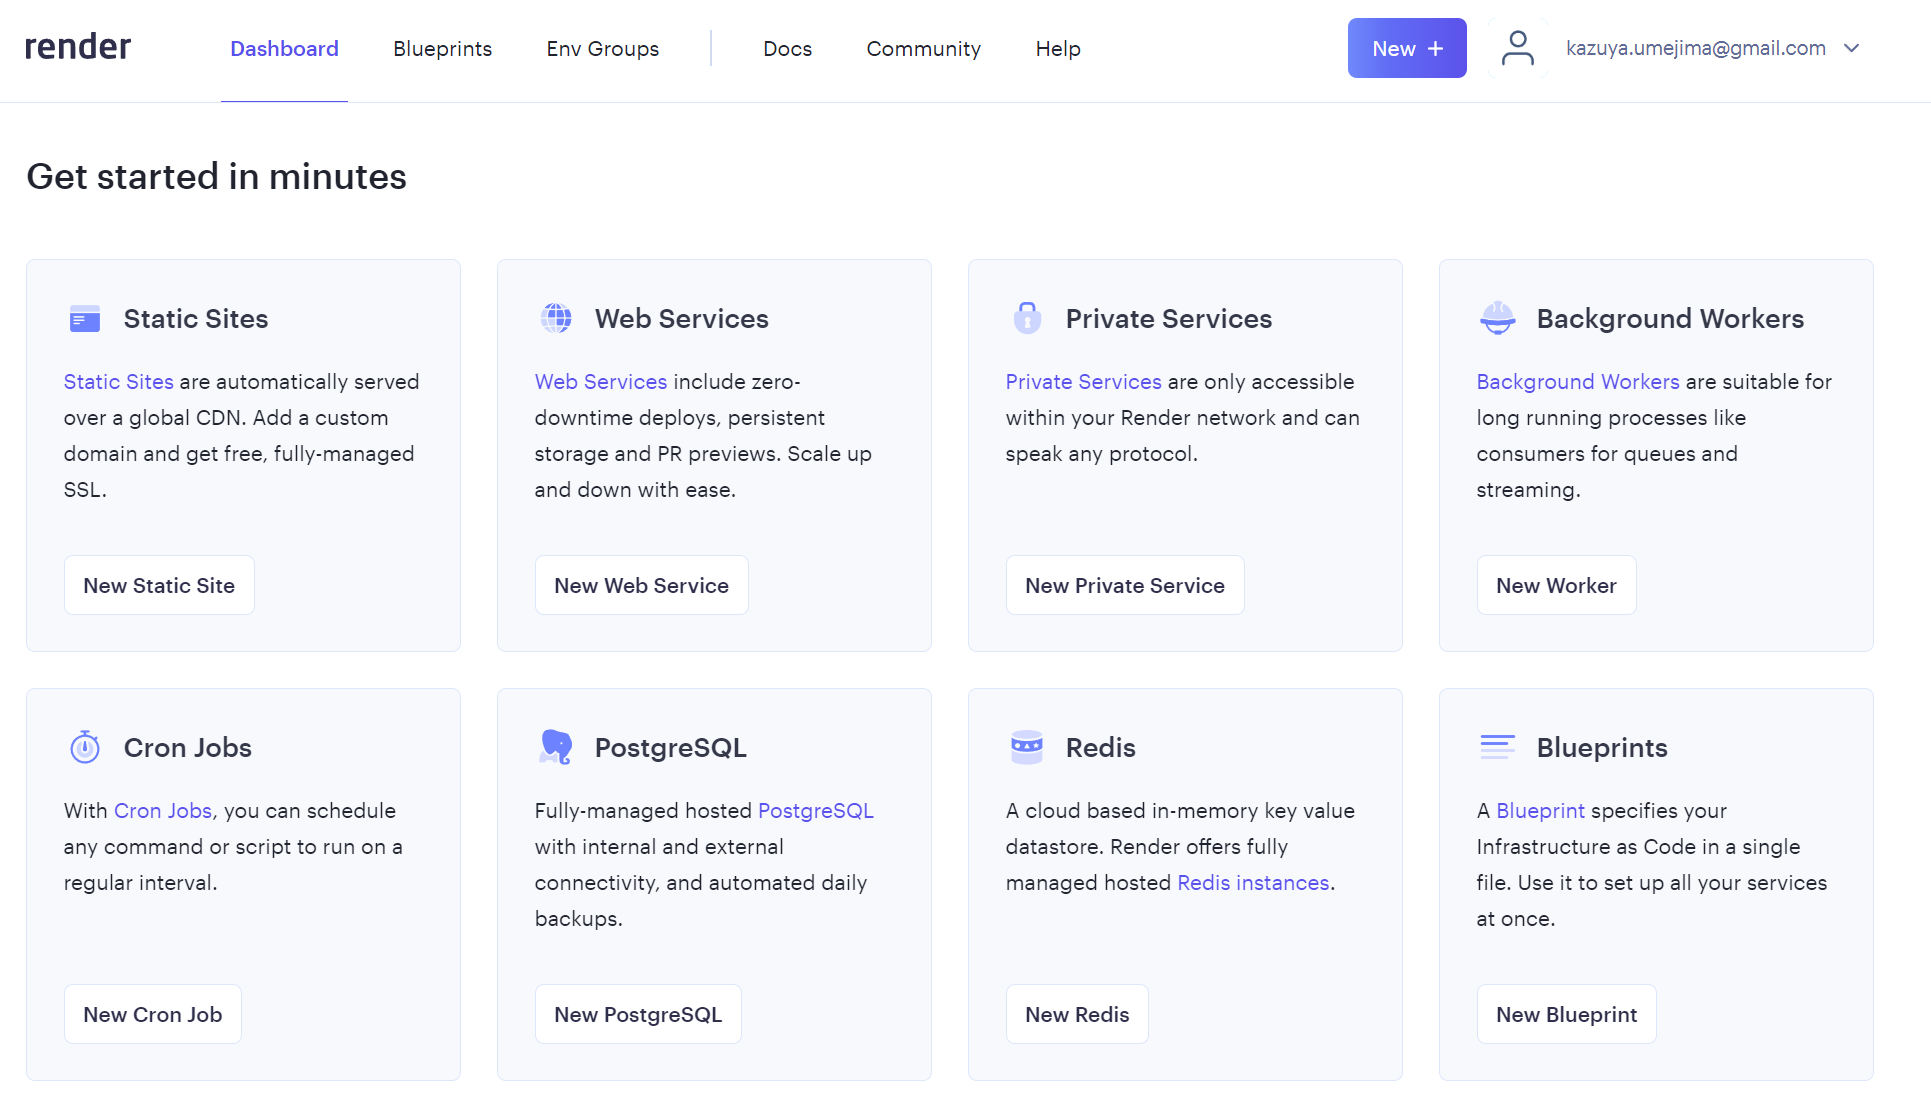 render
Dashboard
Blueprints
Env Groups
Docs
Community
Help
New +
kazuya.umejima@gmail.com
Get started in minutes
Static Sites
Static Sites are automatically served
over a global CDN. Add a custom
domain and get free, fully-managed
SSL.
New Static Site
Web Services
Web Services include zero-
downtime deploys, persistent
storage and PR previews. Scale up
and down with ease.
New Web Service
Private Services
Private Services are only accessible
within your Render network and can
speak any protocol.
New Private Service
Background Workers
Background Workers are suitable for
long running processes like
consumers for queues and
streaming.
New Worker
Cron Jobs
With Cron Jobs, you can schedule
any command or script to run on a
regular interval.
New Cron Job
PostgreSQL
Fully-managed hosted PostgreSQL
with internal and external
connectivity, and automated daily
backups.
New PostgreSQL
Redis
A cloud based in-memory key value
datastore. Render offers fully
managed hosted Redis instances.
New Redis
Blueprints
A Blueprint specifies your
Infrastructure as Code in a single
file. Use it to set up all your services
at once.
New Blueprint